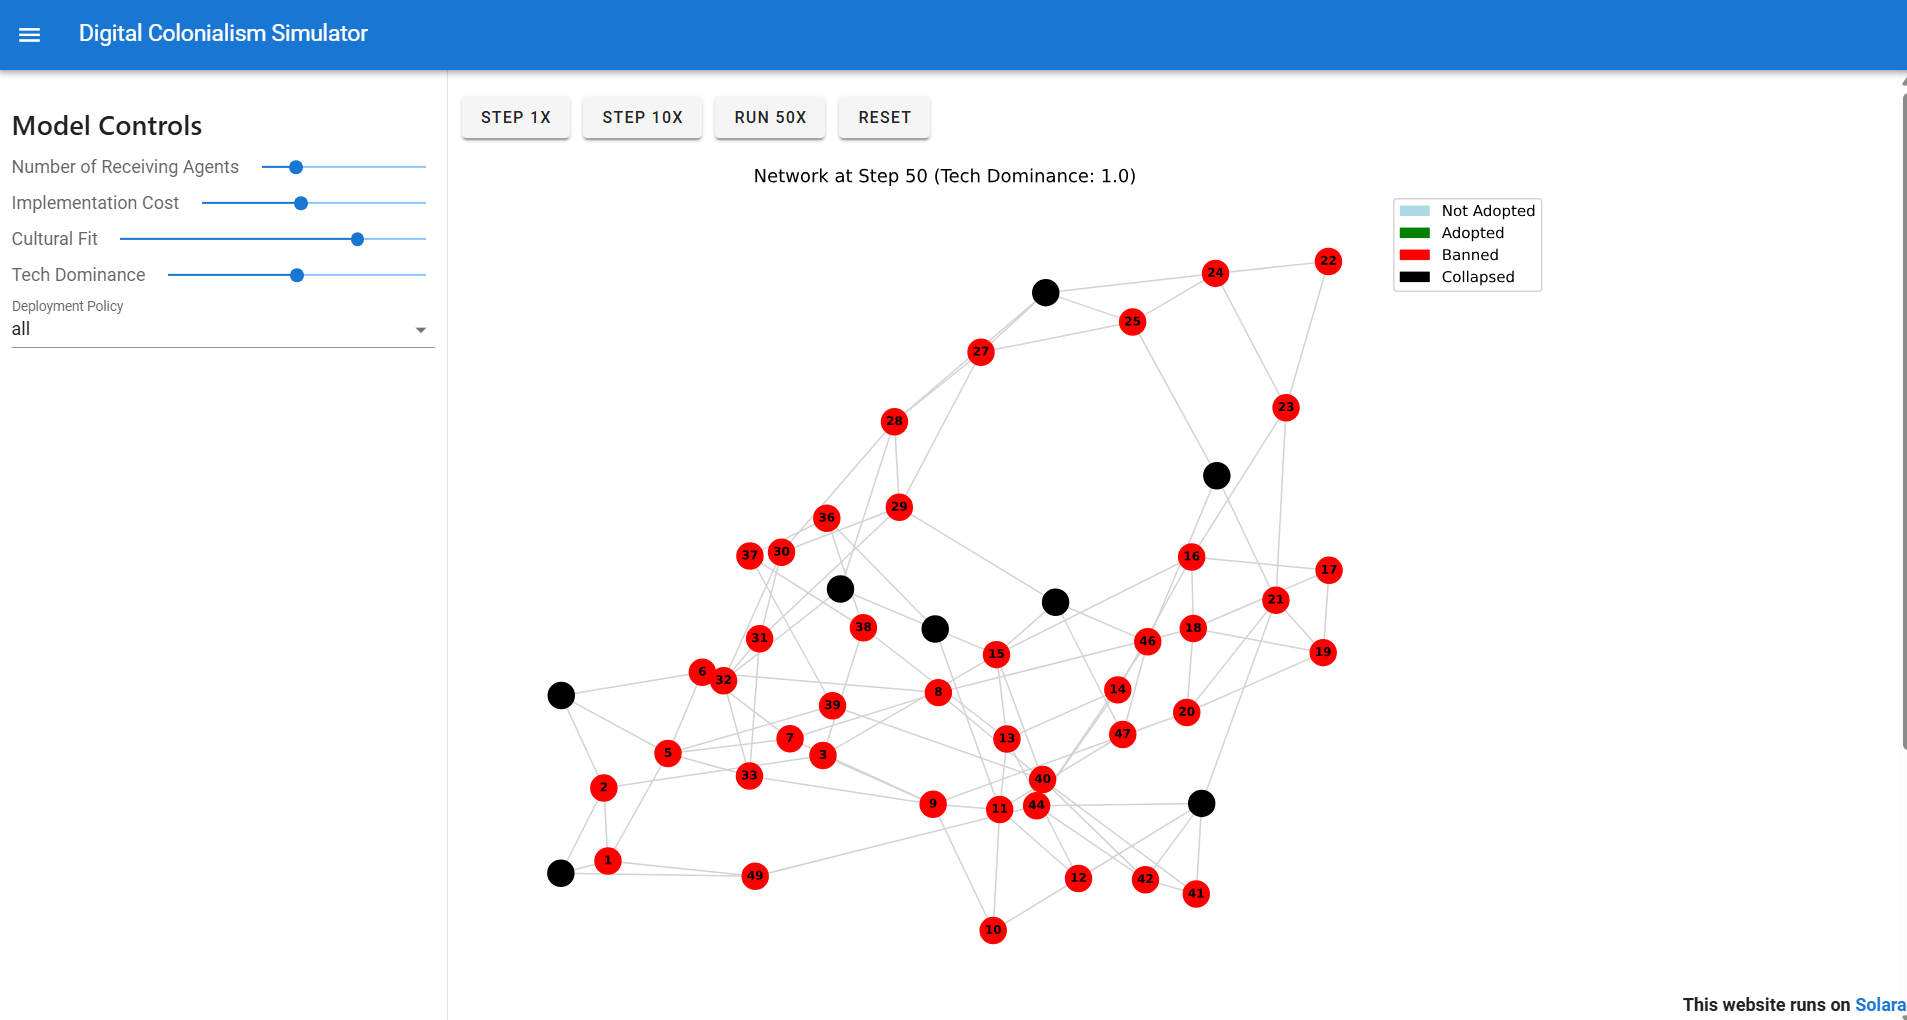 Digital Colonialism Simulator
Model Controls
Number of Receiving Agents
Implementation Cost
Cultural Fit
Tech Dominance
Deployment Policy
all
STEP 1X
STEP 10X
RUN 50X
RESET
Network at Step 50 (Tech Dominance: 1.0)
Not Adopted
Adopted
Banned
Collapsed
22
24
25
27
23
28
29
36
37
30
16
17
21
38
18
31
46
19
15
6
32
8
14
39
20
47
7
13
5
3
33
40
2
9
44
11
1
49
12
42
41
10
This website runs on Solara